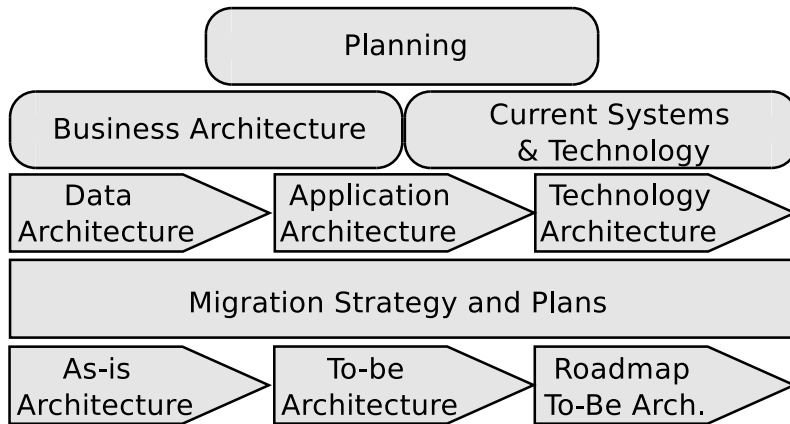 Planning
Business Architecture
Current Systems
& Technology
Data
Architecture
Application
Architecture
Technology
Architecture
Migration Strategy and Plans
As-is
Architecture
To-be
Architecture
Roadmap
To-Be Arch.